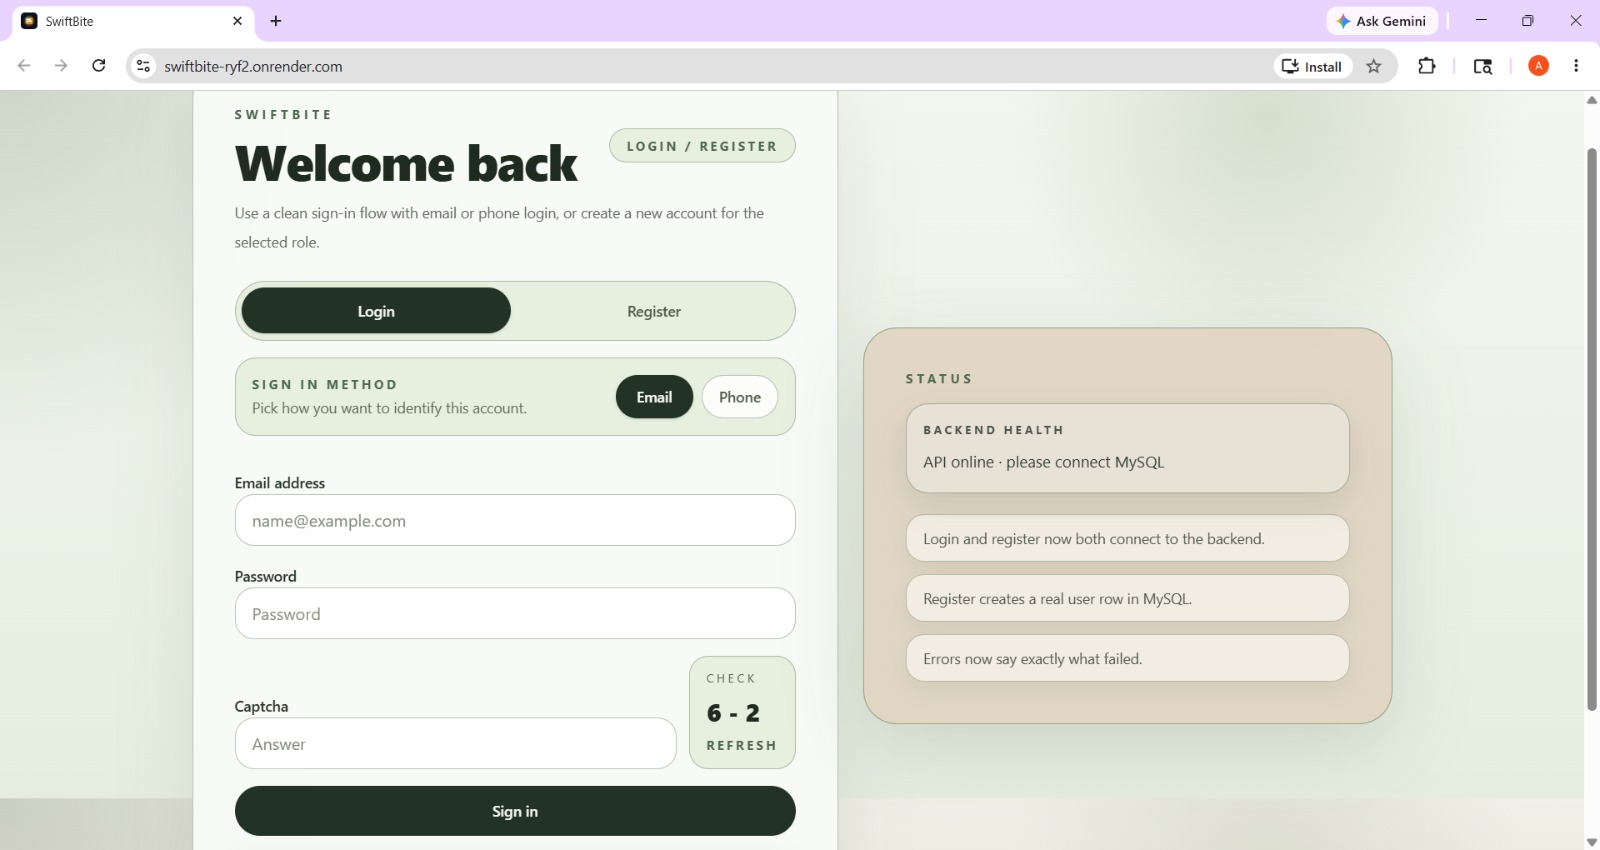 SwiftBite
Ask Gemini
swiftbite-ryf2.onrender.com
Install
A
SWIFTBITE
LOGIN / REGISTER
Welcome back
Use a clean sign-in flow with email or phone login, or create a new account for the
selected role.
Login
Register
SIGN IN METHOD
Pick how you want to identify this account.
Email
Phone
Email address
name@example.com
Password
Password
Captcha
Answer
CHECK
6 - 2
REFRESH
Sign in
STATUS
BACKEND HEALTH
API online · please connect MySQL
Login and register now both connect to the backend.
Register creates a real user row in MySQL.
Errors now say exactly what failed.